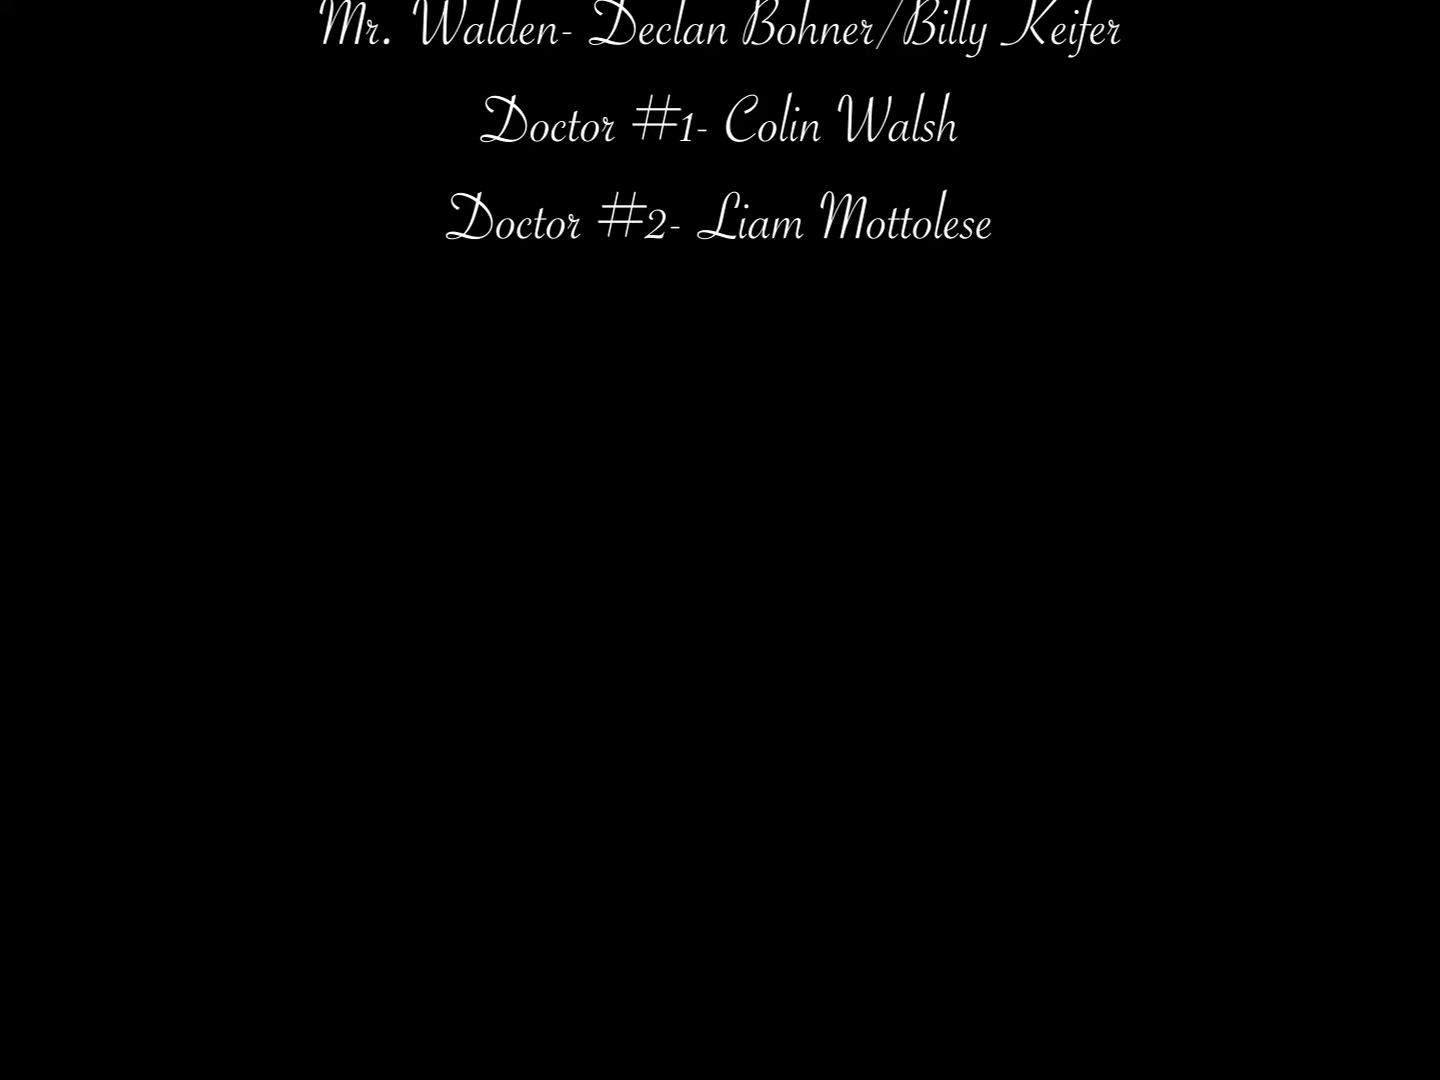 Mr. Walden- Declan Bohner/Billy Keifer
Doctor #1- Colin Walsh
Doctor #2- Liam Mottolese